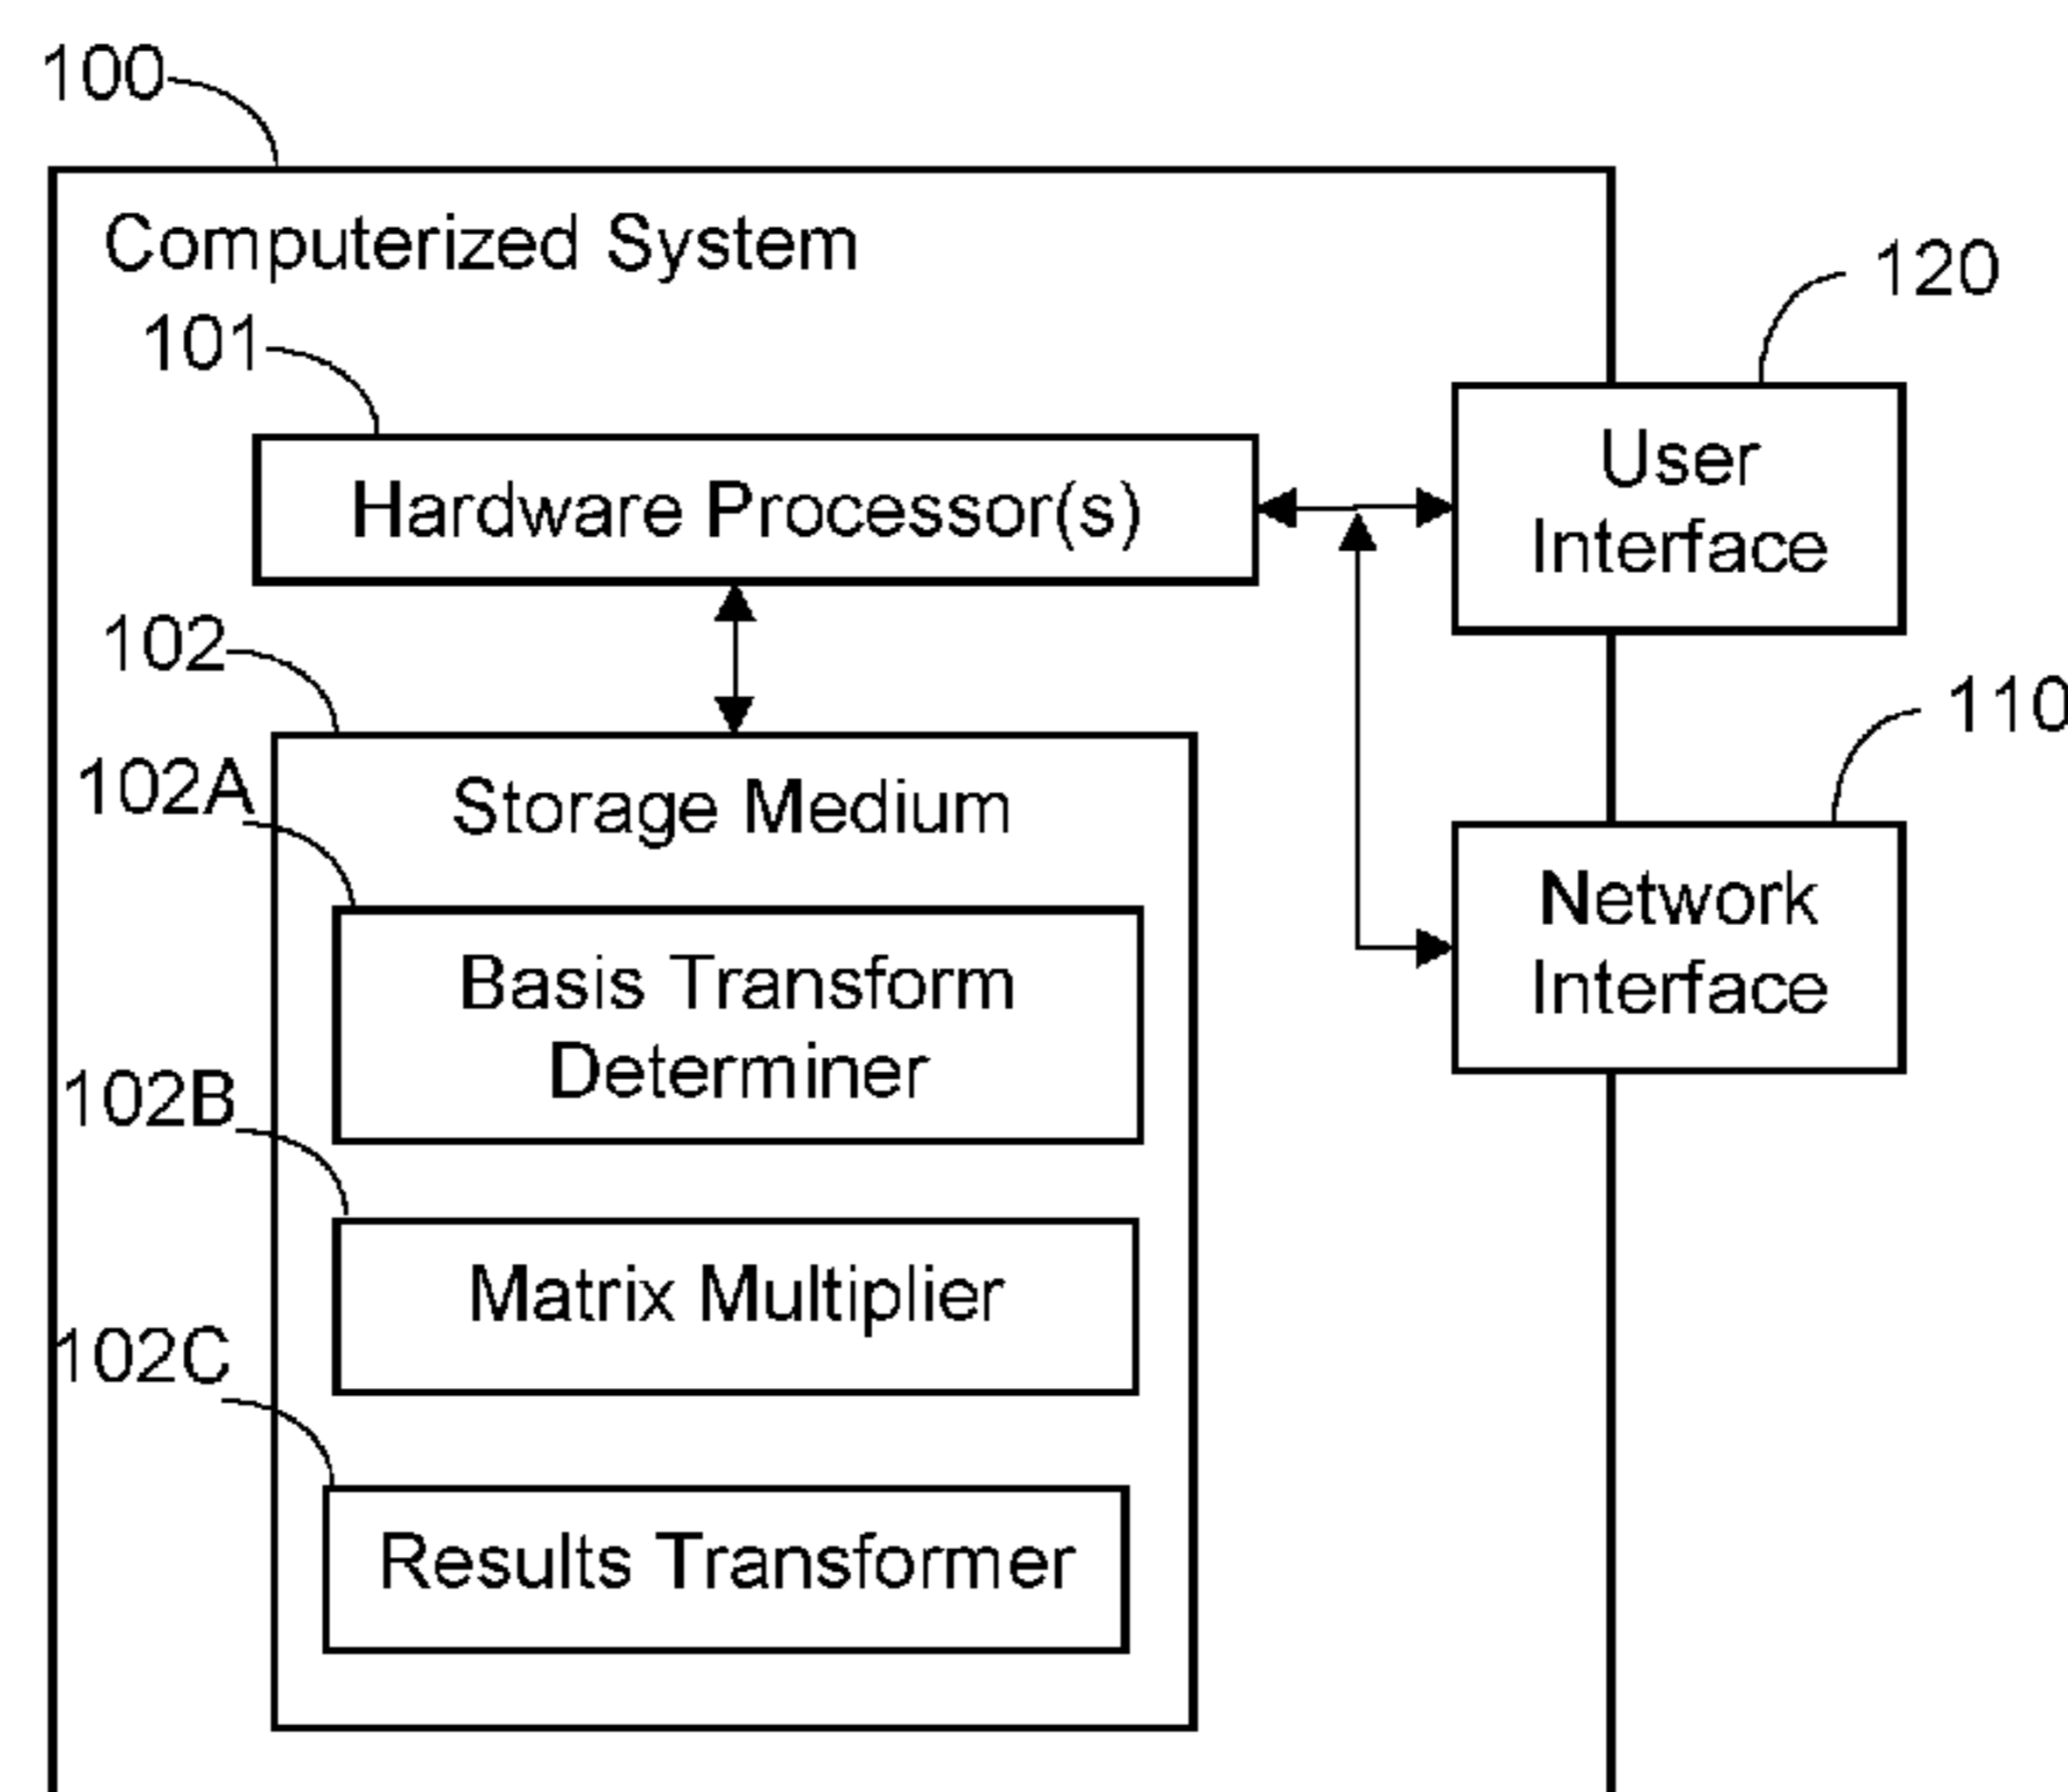 100
Computerized System
120
101
Hardware Processor(s)
User
Interface
102
110
102A
Storage Medium
Network
Interface
Basis Transform
Determiner
102B
Matrix Multiplier
102C
Results Transformer